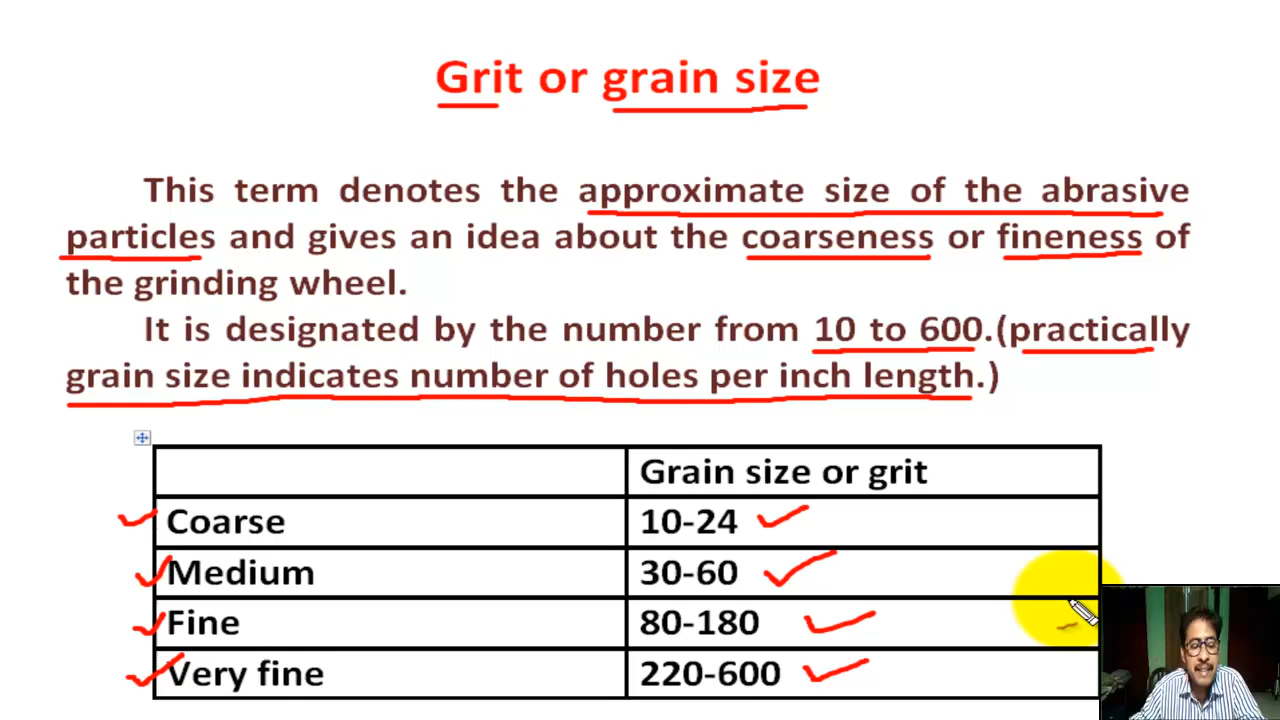 Grit or grain size
This term denotes the approximate size of the abrasive
particles and gives an idea about the coarseness or fineness of
the grinding wheel.
It is designated by the number from 10 to 600.(practically
grain size indicates number of holes per inch length.)
Grain size or grit
Coarse 10-24
Medium 30-60
Fine 80-180
Very fine 220-600